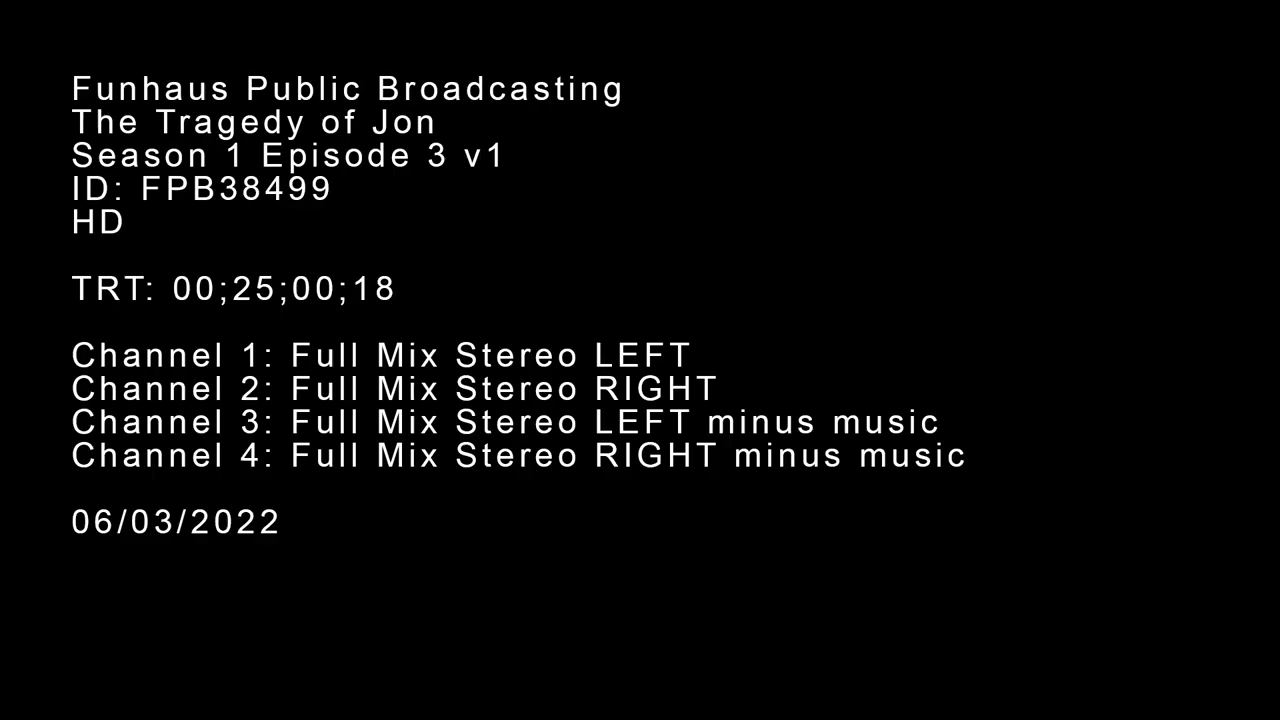 Funhaus Public Broadcasting
The Tragedy of Jon
Season 1 Episode 3 v1
ID: FPB38499
HD
TRT: 00;25;00;18
Channel 1: Full Mix Stereo LEFT
Channel 2: Full Mix Stereo RIGHT
Channel 3: Full Mix Stereo LEFT minus music
Channel 4: Full Mix Stereo RIGHT minus music
06/03/2022